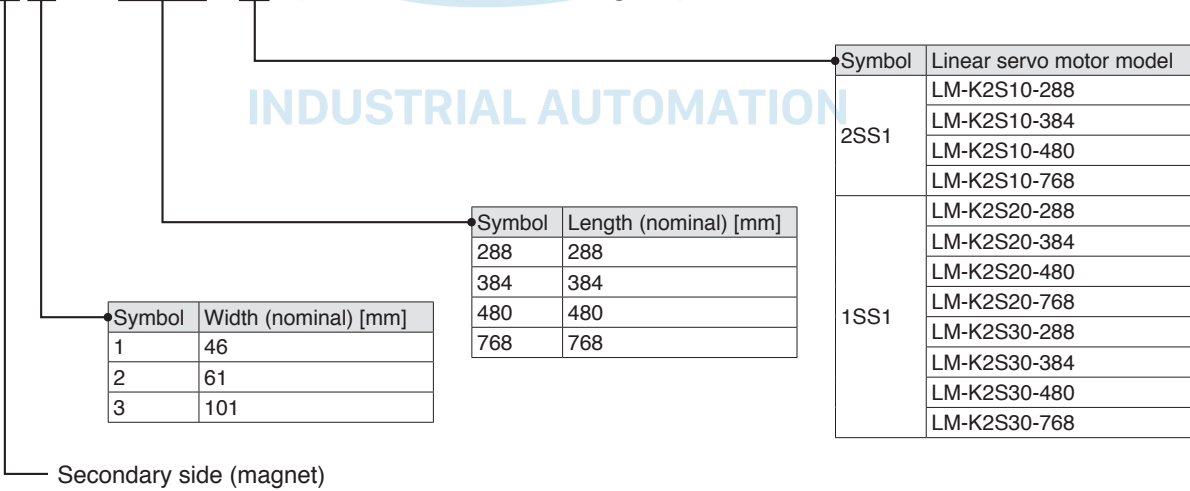 Symbol Linear servo motor model
2SS1
LM-K2S10-288
LM-K2S10-384
LM-K2S10-480
LM-K2S10-768
1SS1
LM-K2S20-288
LM-K2S20-384
LM-K2S20-480
LM-K2S20-768
LM-K2S30-288
LM-K2S30-384
LM-K2S30-480
LM-K2S30-768
INDUSTRIAL AUTOMATION
Symbol Length (nominal) [mm]
288 288
384 384
480 480
768 768
Symbol Width (nominal) [mm]
1 46
2 61
3 101
Secondary side (magnet)